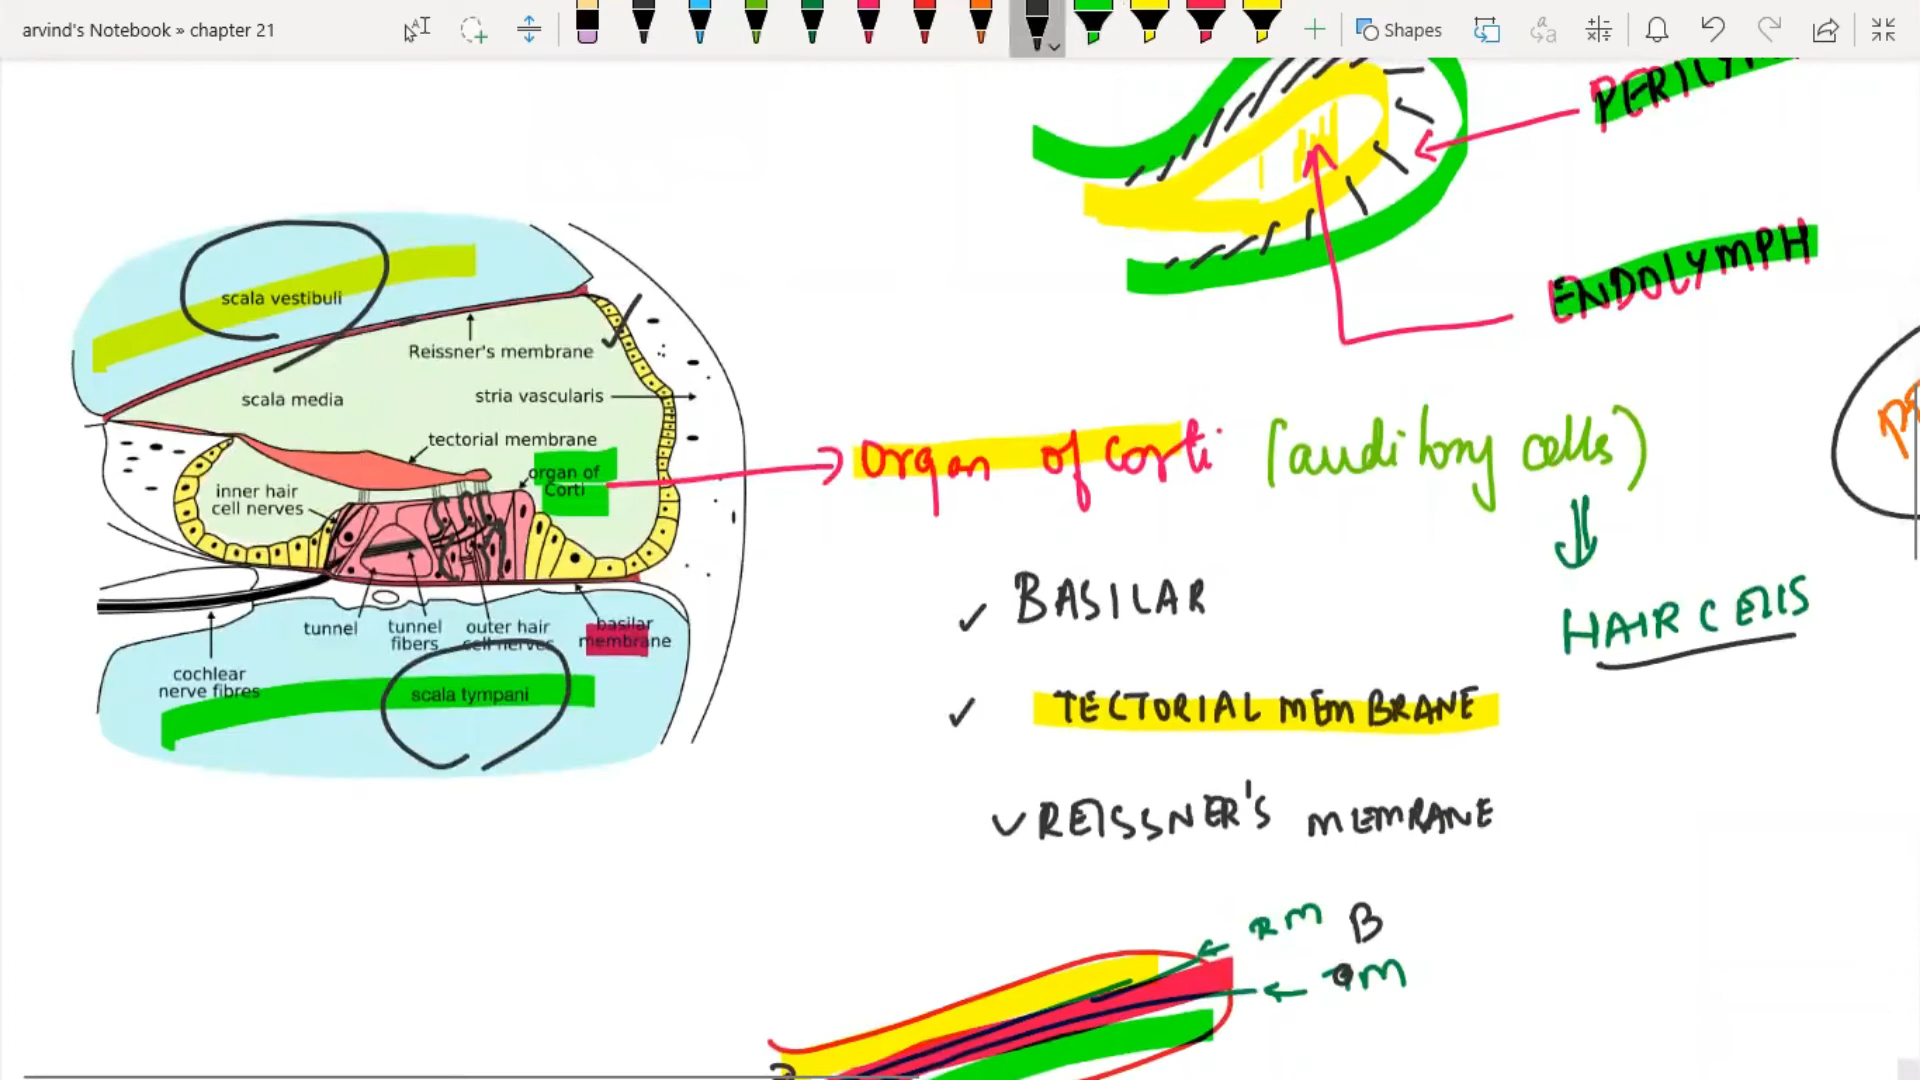 arvind's Notebook » chapter 21
Shapes
ENDOLYMPH
scala vestibuli
Reissner's membrane
scala media
stria vascularis
tectorial membrane
organ of
Corti
inner hair
cell nerves
Organ of Corti (auditory cells)
BASILAR
HAIR CELLS
tunnel
tunnel
fibers
outer hair
cell nerves
basilar
membrane
cochlear
nerve fibres
scala tympani
TECTORIAL MEMBRANE
REISSNER'S MEMRANE
RM B
M